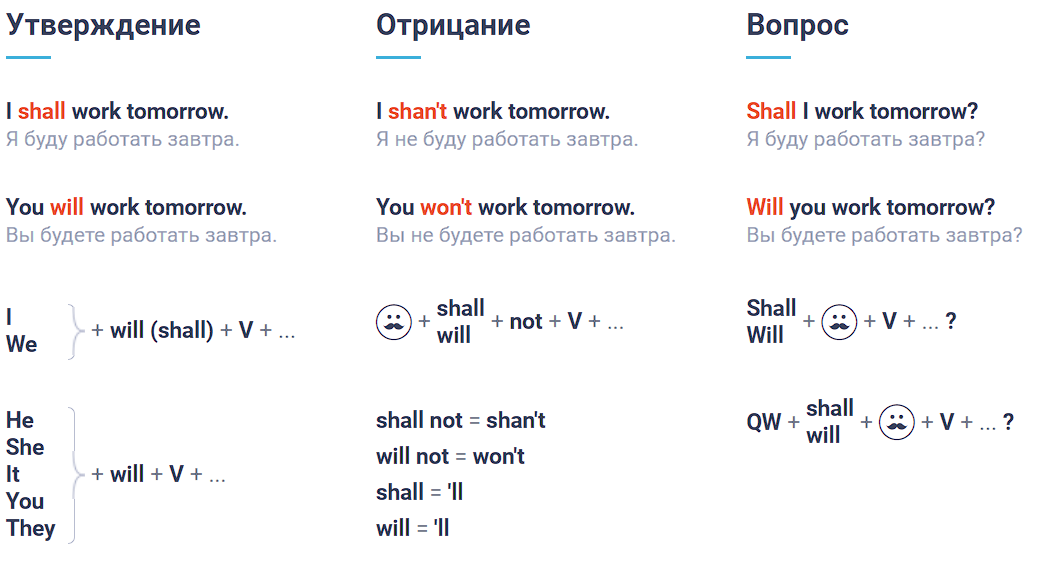 Утверждение
I shall work tomorrow.
Я буду работать завтра.
You will work tomorrow.
Вы будете работать завтра.
I
We
+ will (shall) + V + ...
He
She
It
You
They
+ will + V + ...
Отрицание
I shan't work tomorrow.
Я не буду работать завтра.
You won't work tomorrow.
Вы не будете работать завтра.
+ shall
will + not + V + ...
shall not = shan't
will not = won't
shall = 'll
will = 'll
Вопрос
Shall I work tomorrow?
Я буду работать завтра?
Will you work tomorrow?
Вы будете работать завтра?
Shall
Will + + V + ... ?
QW + shall
will + + V + ... ?